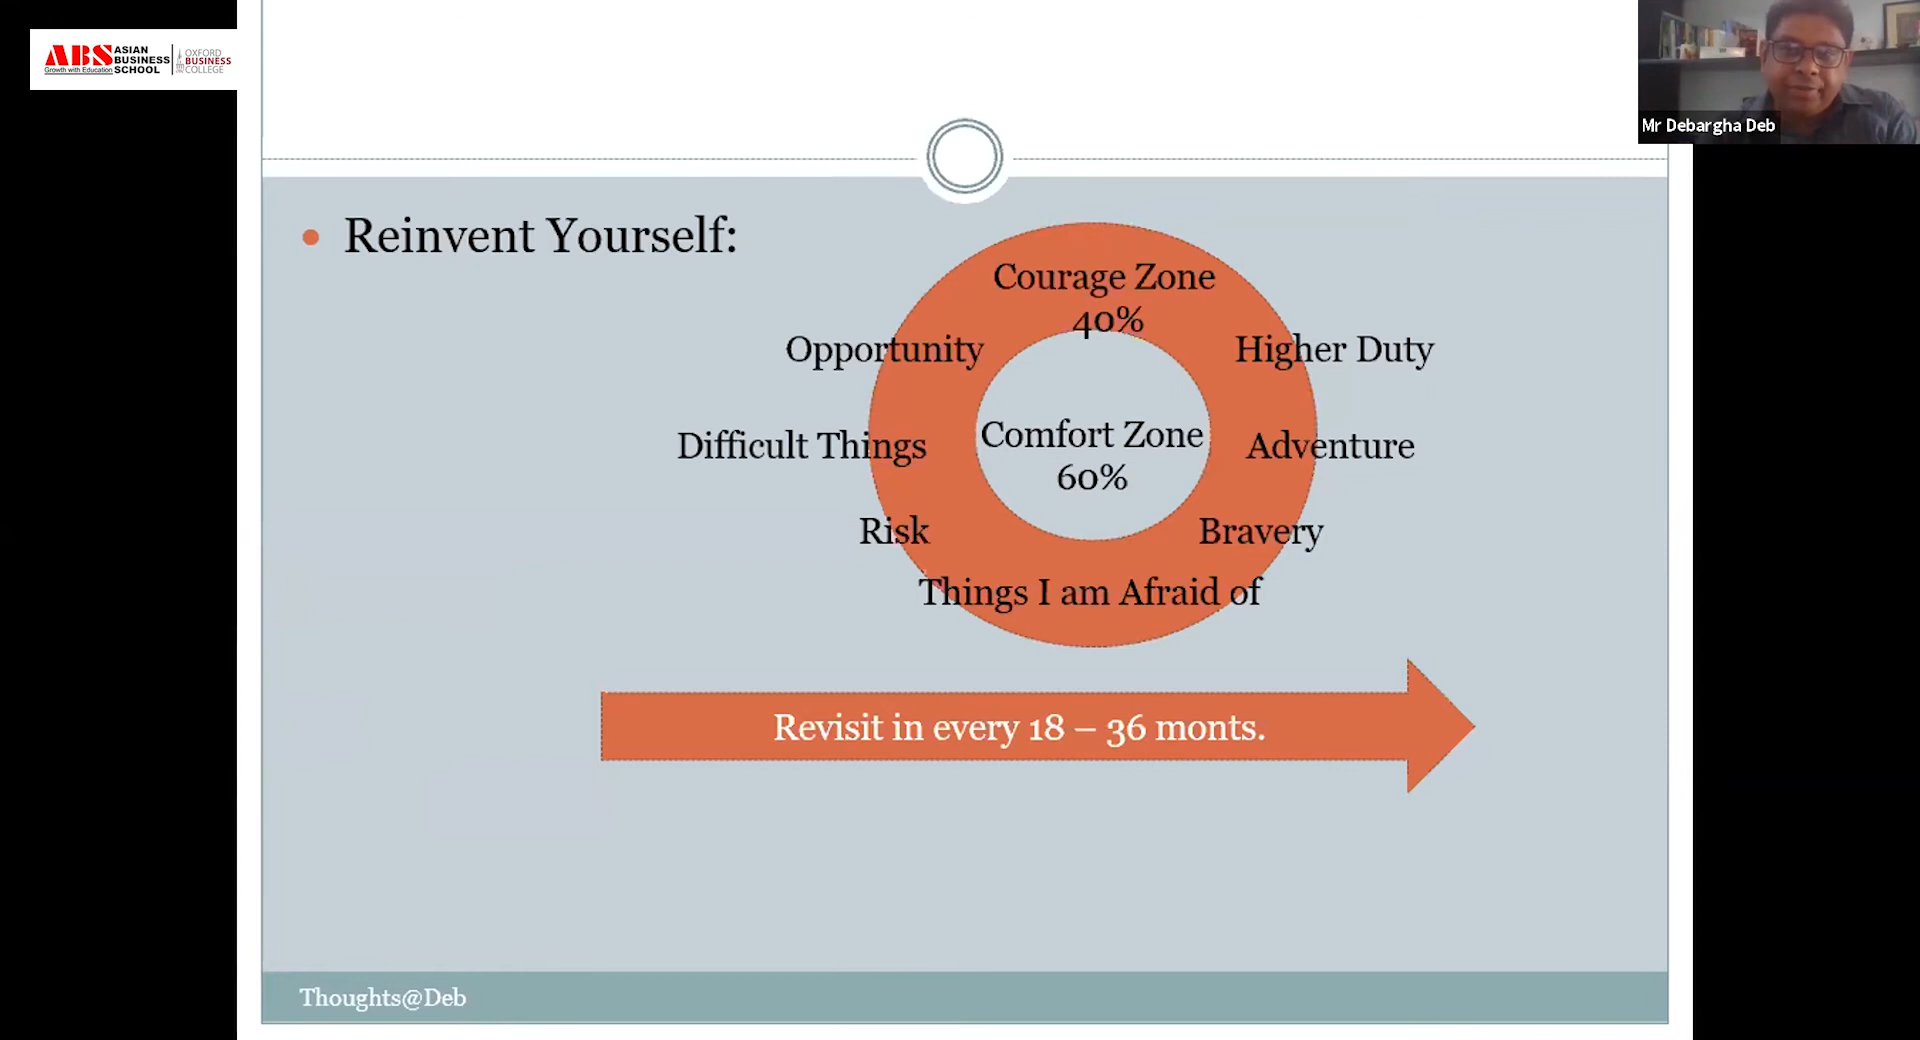 ABS ASIAN BUSINESS SCHOOL
Growth with Education
OXFORD BUSINESS COLLEGE
Mr Debargha Deb
• Reinvent Yourself:
Courage Zone
40%
Opportunity
Higher Duty
Comfort Zone
60%
Difficult Things
Adventure
Risk
Bravery
Things I am Afraid of
Revisit in every 18 – 36 monts.
Thoughts@Deb